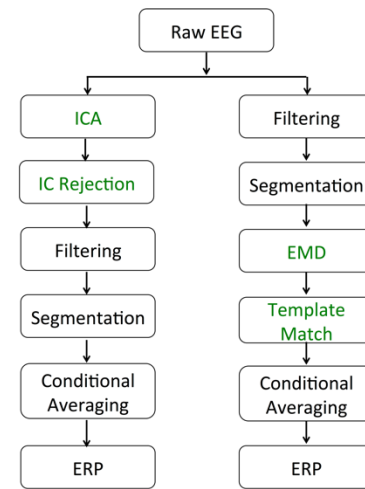 Raw EEG
ICA
IC Rejection
Filtering
Segmentation
Conditional
Averaging
ERP
Filtering
Segmentation
EMD
Template
Match
Conditional
Averaging
ERP